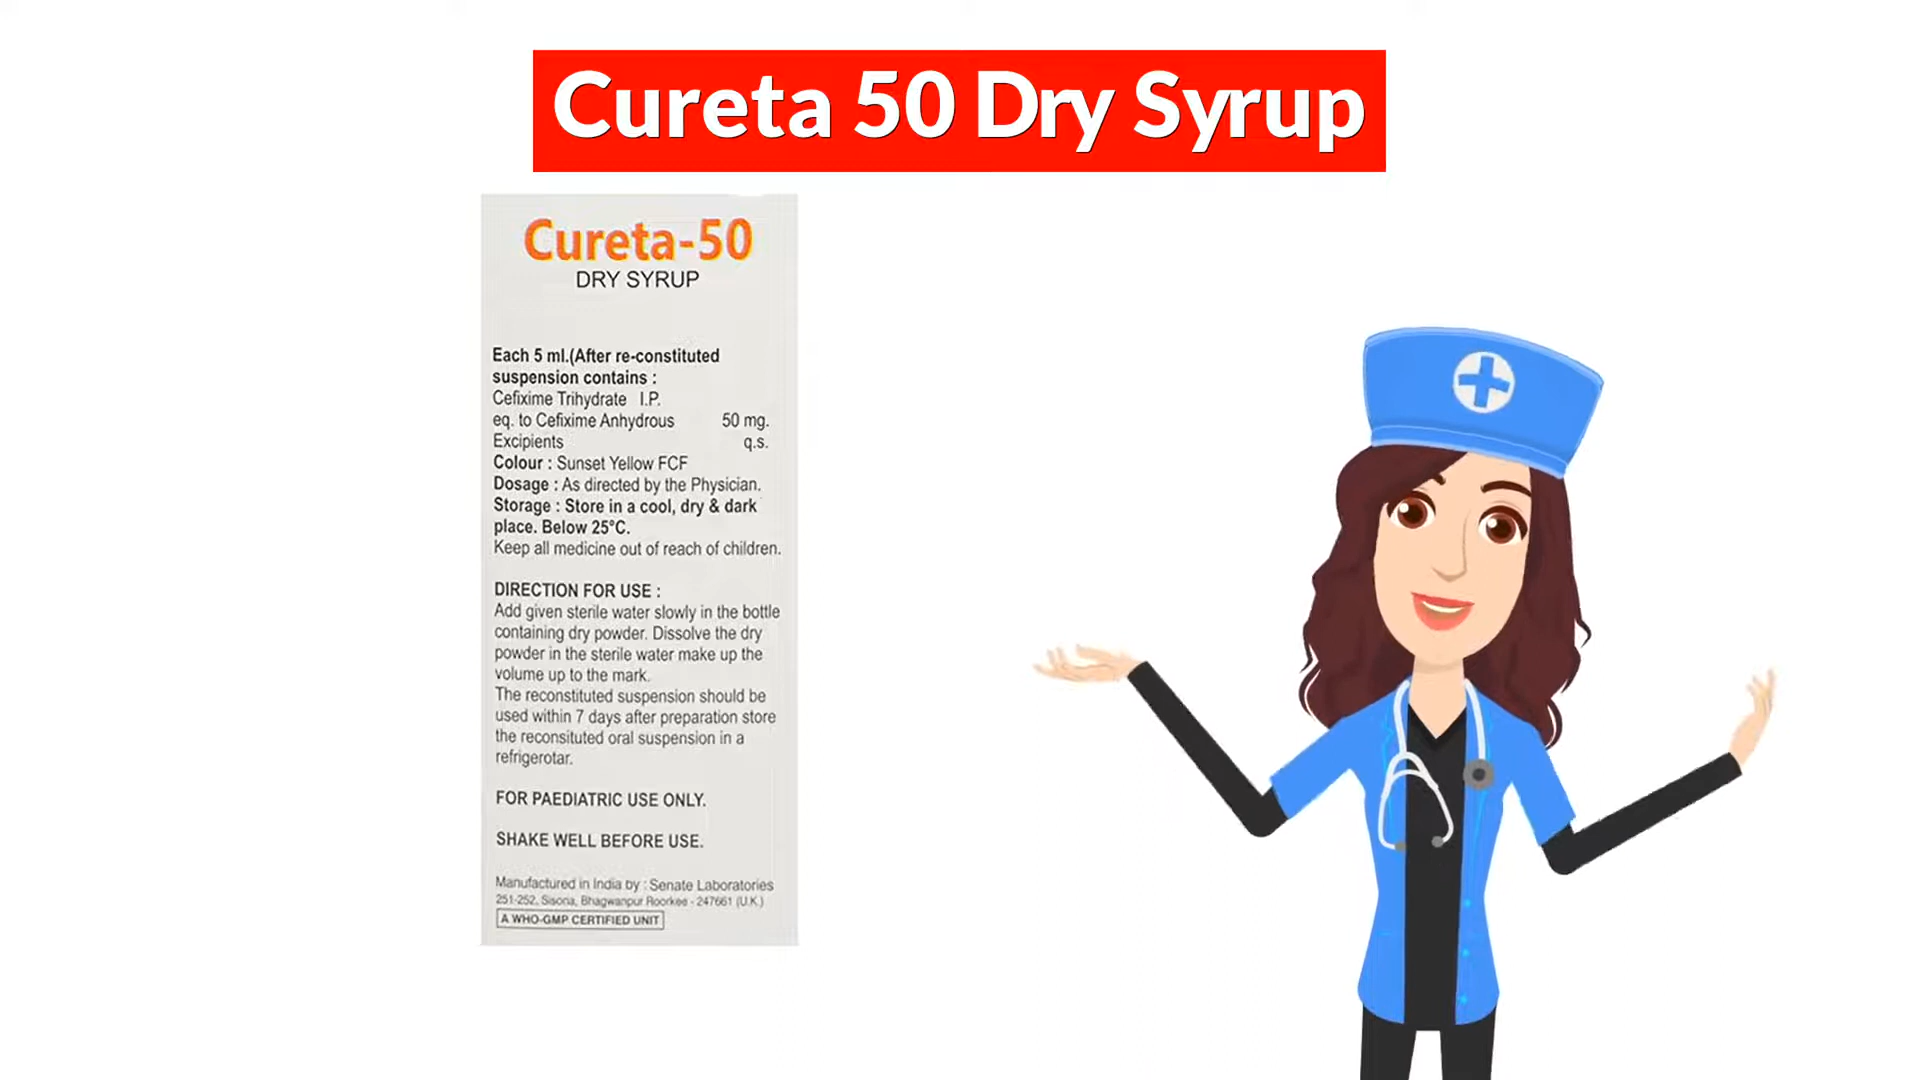 Cureta 50 Dry Syrup
Cureta-50
DRY SYRUP
Each 5 ml.(After re-constituted
suspension contains :
Cefixime Trihydrate I.P.
eq. to Cefixime Anhydrous 50 mg.
Excipients q.s.
Colour : Sunset Yellow FCF
Dosage : As directed by the Physician.
Storage : Store in a cool, dry & dark
place. Below 25°C.
Keep all medicine out of reach of children.
DIRECTION FOR USE :
Add given sterile water slowly in the bottle
containing dry powder. Dissolve the dry
powder in the sterile water make up the
volume up to the mark.
The reconstituted suspension should be
used within 7 days after preparation store
the reconsituted oral suspension in a
refrigerotar.
FOR PAEDIATRIC USE ONLY.
SHAKE WELL BEFORE USE.
Manufactured in India by : Senate Laboratories
251-252, Sisona, Bhagwanpur Roorkee - 247661 (U.K.)
A WHO-GMP CERTIFIED UNIT